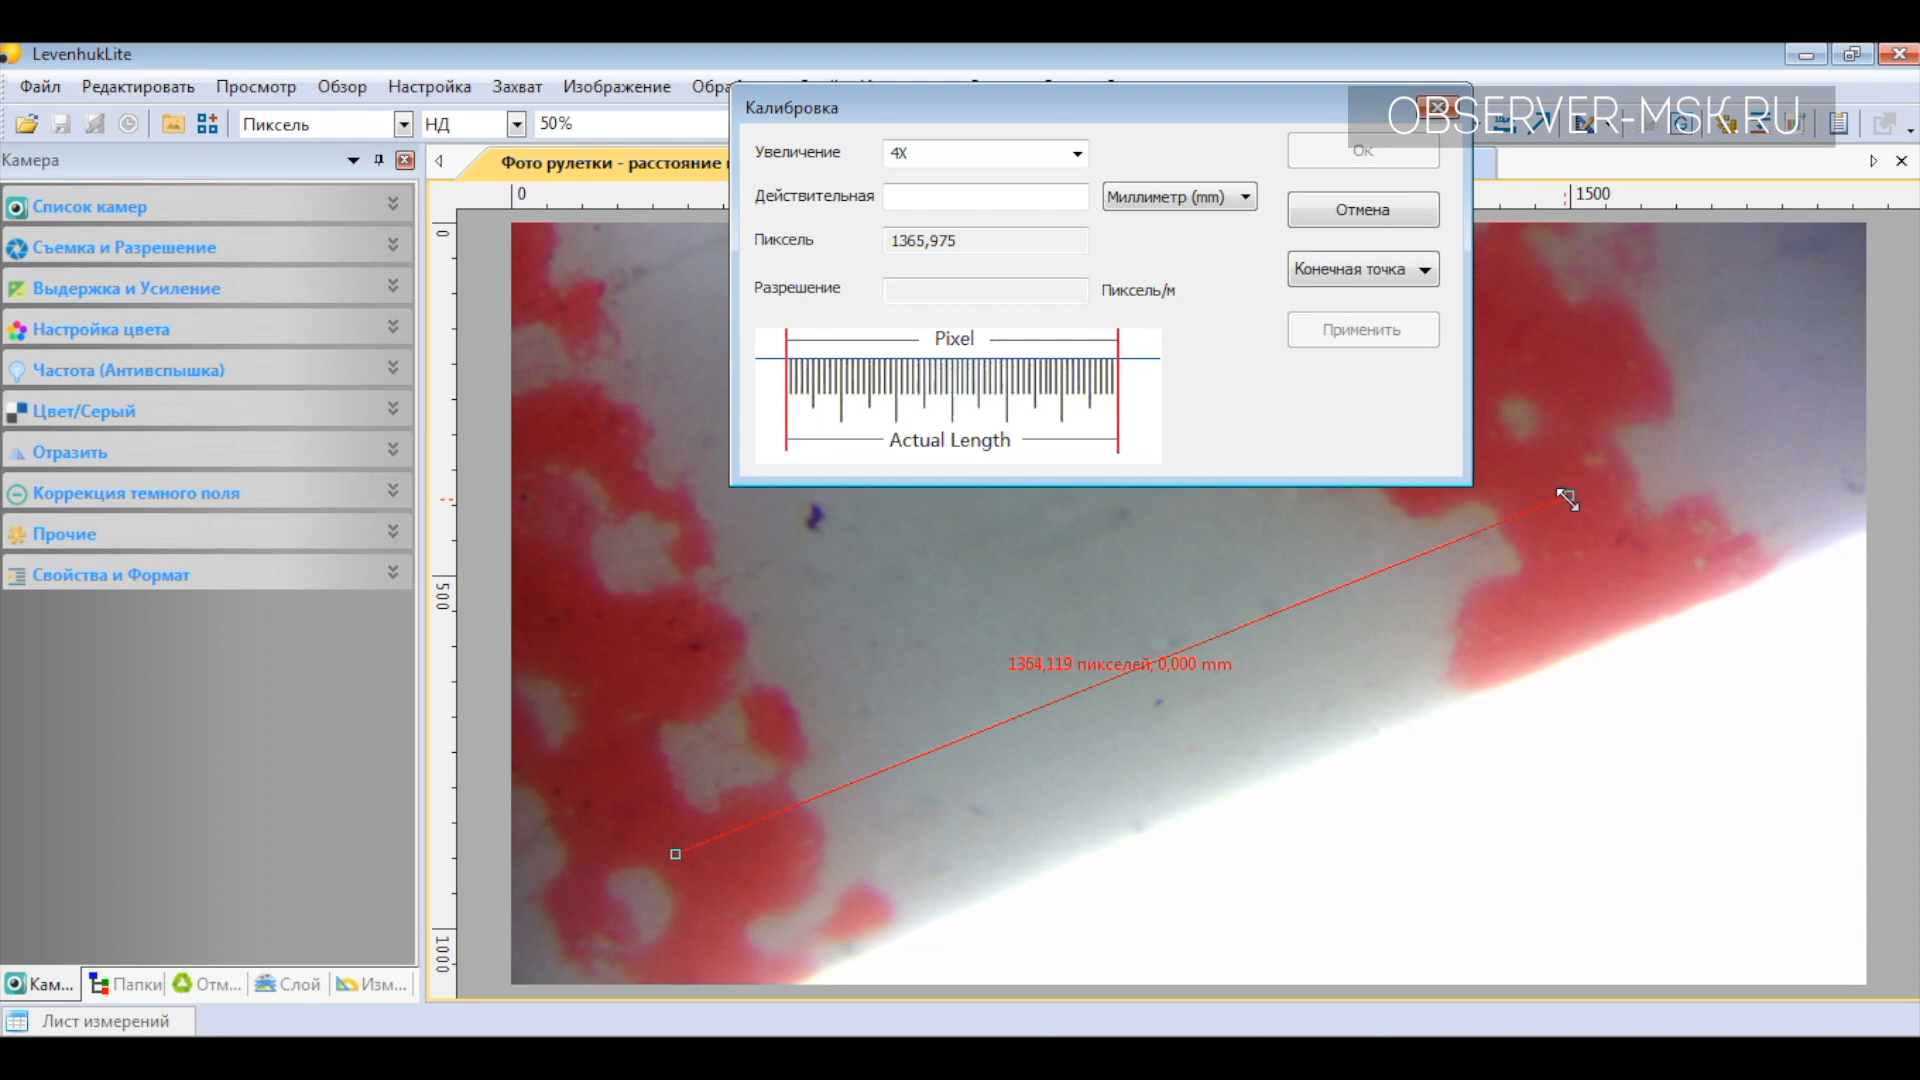 LevenhukLite
Файл Редактировать Просмотр Обзор Настройка Захват Изображение
OBSERVER-MSK.RU
Пиксель НД 50%
Камера
Фото рулетки - расстояние
Список камер
Съемка и Разрешение
Выдержка и Усиление
Настройка цвета
Частота (Антивспышка)
Цвет/Серый
Отразить
Коррекция темного поля
Прочие
Свойства и Формат
Кам... Папки Отм... Слой Изм...
Лист измерений
0 1500
0
500
1000
Калибровка
Увеличение 4X Ок
Действительная Миллиметр (mm) Отмена
Пиксель 1365,975
Конечная точка
Разрешение Пиксель/м
Применить
Pixel
Actual Length
1364,119 пикселей, 0,000 mm